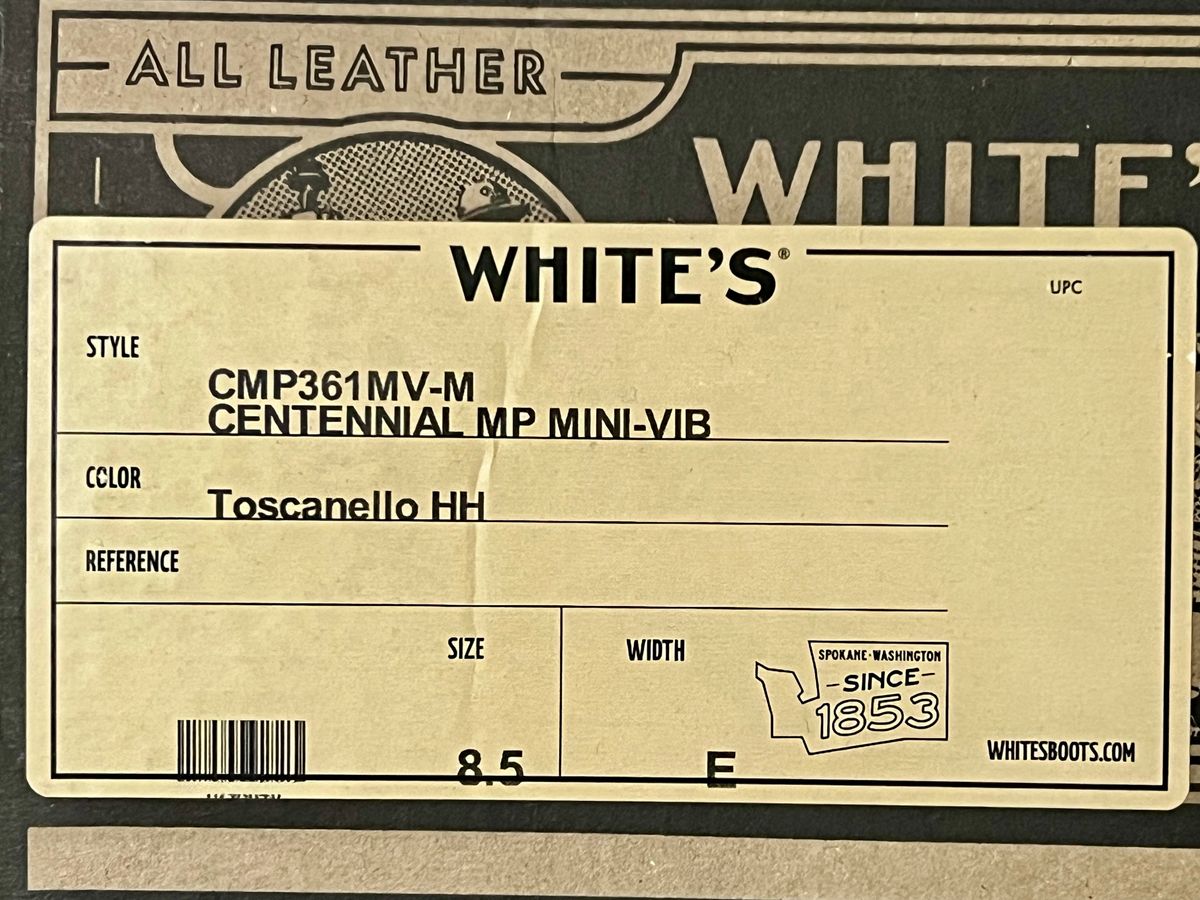 ALL LEATHER
WHITE'
WHITE'S®
UPC
STYLE
CMP361MV-M
CENTENNIAL MP MINI-VIB
COLOR
Toscanello HH
REFERENCE
SIZE
WIDTH
8.5
E
SPOKANE·WASHINGTON
-SINCE-
1853
WHITESBOOTS.COM